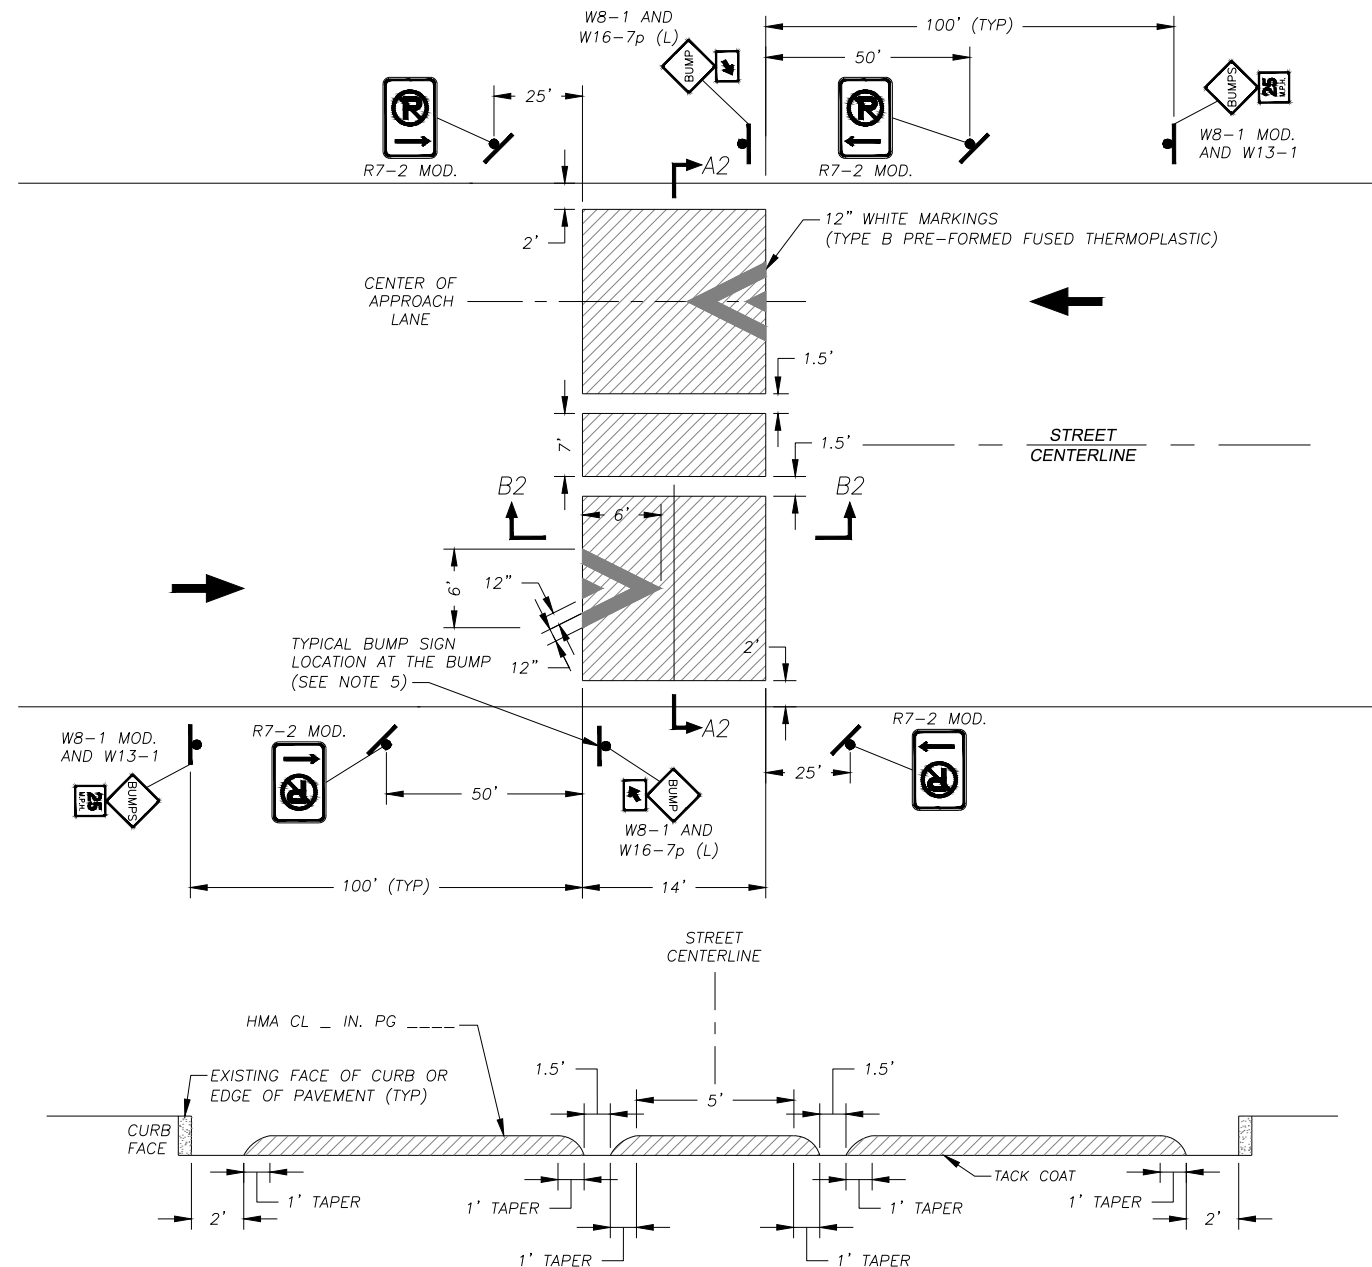 W8-1 AND
W16-7p (L)
100' (TYP)
50'
25'
BUMP
BUMPS
25
M.P.H.
P
P
W8-1 MOD.
AND W13-1
R7-2 MOD.
R7-2 MOD.
A2
2'
12" WHITE MARKINGS
(TYPE B PRE-FORMED FUSED THERMOPLASTIC)
CENTER OF
APPROACH
LANE
1.5'
7'
1.5'
STREET
CENTERLINE
B2
B2
6'
6'
12"
12"
2'
TYPICAL BUMP SIGN
LOCATION AT THE BUMP
(SEE NOTE 5)
A2
R7-2 MOD.
R7-2 MOD.
W8-1 MOD.
AND W13-1
25'
50'
BUMPS
25
M.P.H.
P
BUMP
P
W8-1 AND
W16-7p (L)
100' (TYP)
14'
STREET
CENTERLINE
HMA CL _ IN. PG ____
EXISTING FACE OF CURB OR
EDGE OF PAVEMENT (TYP)
1.5'
5'
1.5'
CURB
FACE
TACK COAT
1' TAPER
1' TAPER
1' TAPER
1' TAPER
2'
2'
1' TAPER
1' TAPER